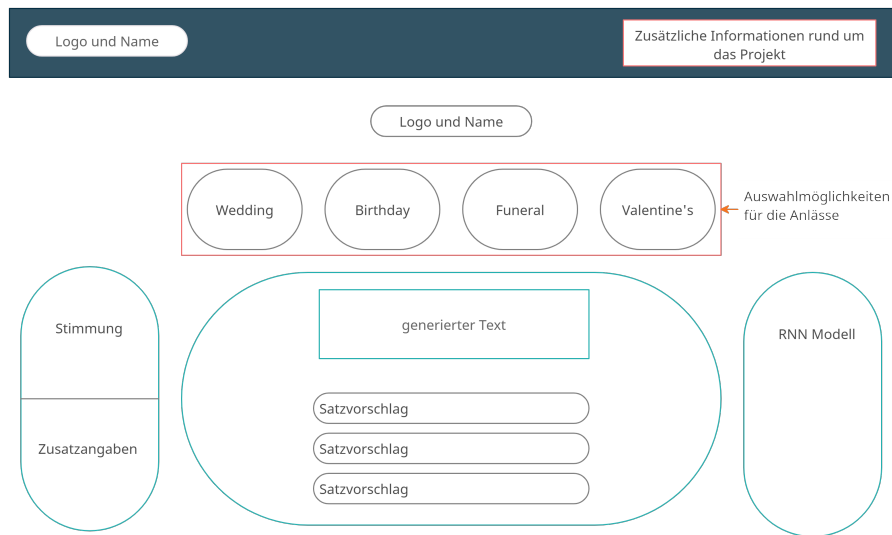 Logo und Name
Zusätzliche Informationen rund um
das Projekt
Logo und Name
Wedding
Birthday
Funeral
Valentine's
Auswahlmöglichkeiten
für die Anlässe
Stimmung
generierter Text
RNN Modell
Satzvorschlag
Zusatzangaben
Satzvorschlag
Satzvorschlag